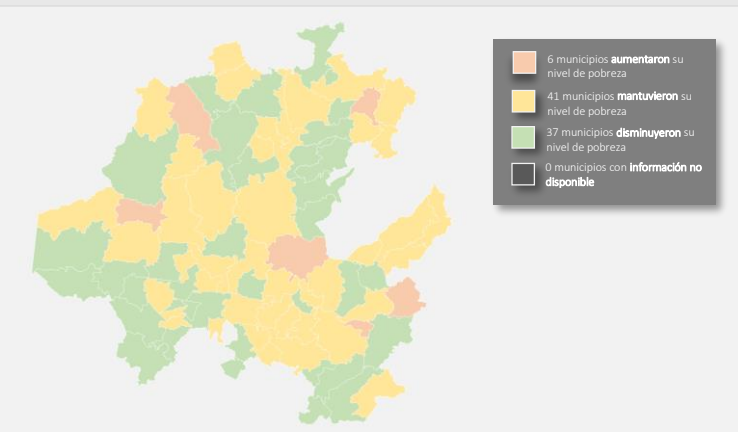 6 municipios aumentaron su
nivel de pobreza
41 municipios mantuvieron su
nivel de pobreza
37 municipios disminuyeron su
nivel de pobreza
0 municipios con información no
disponible